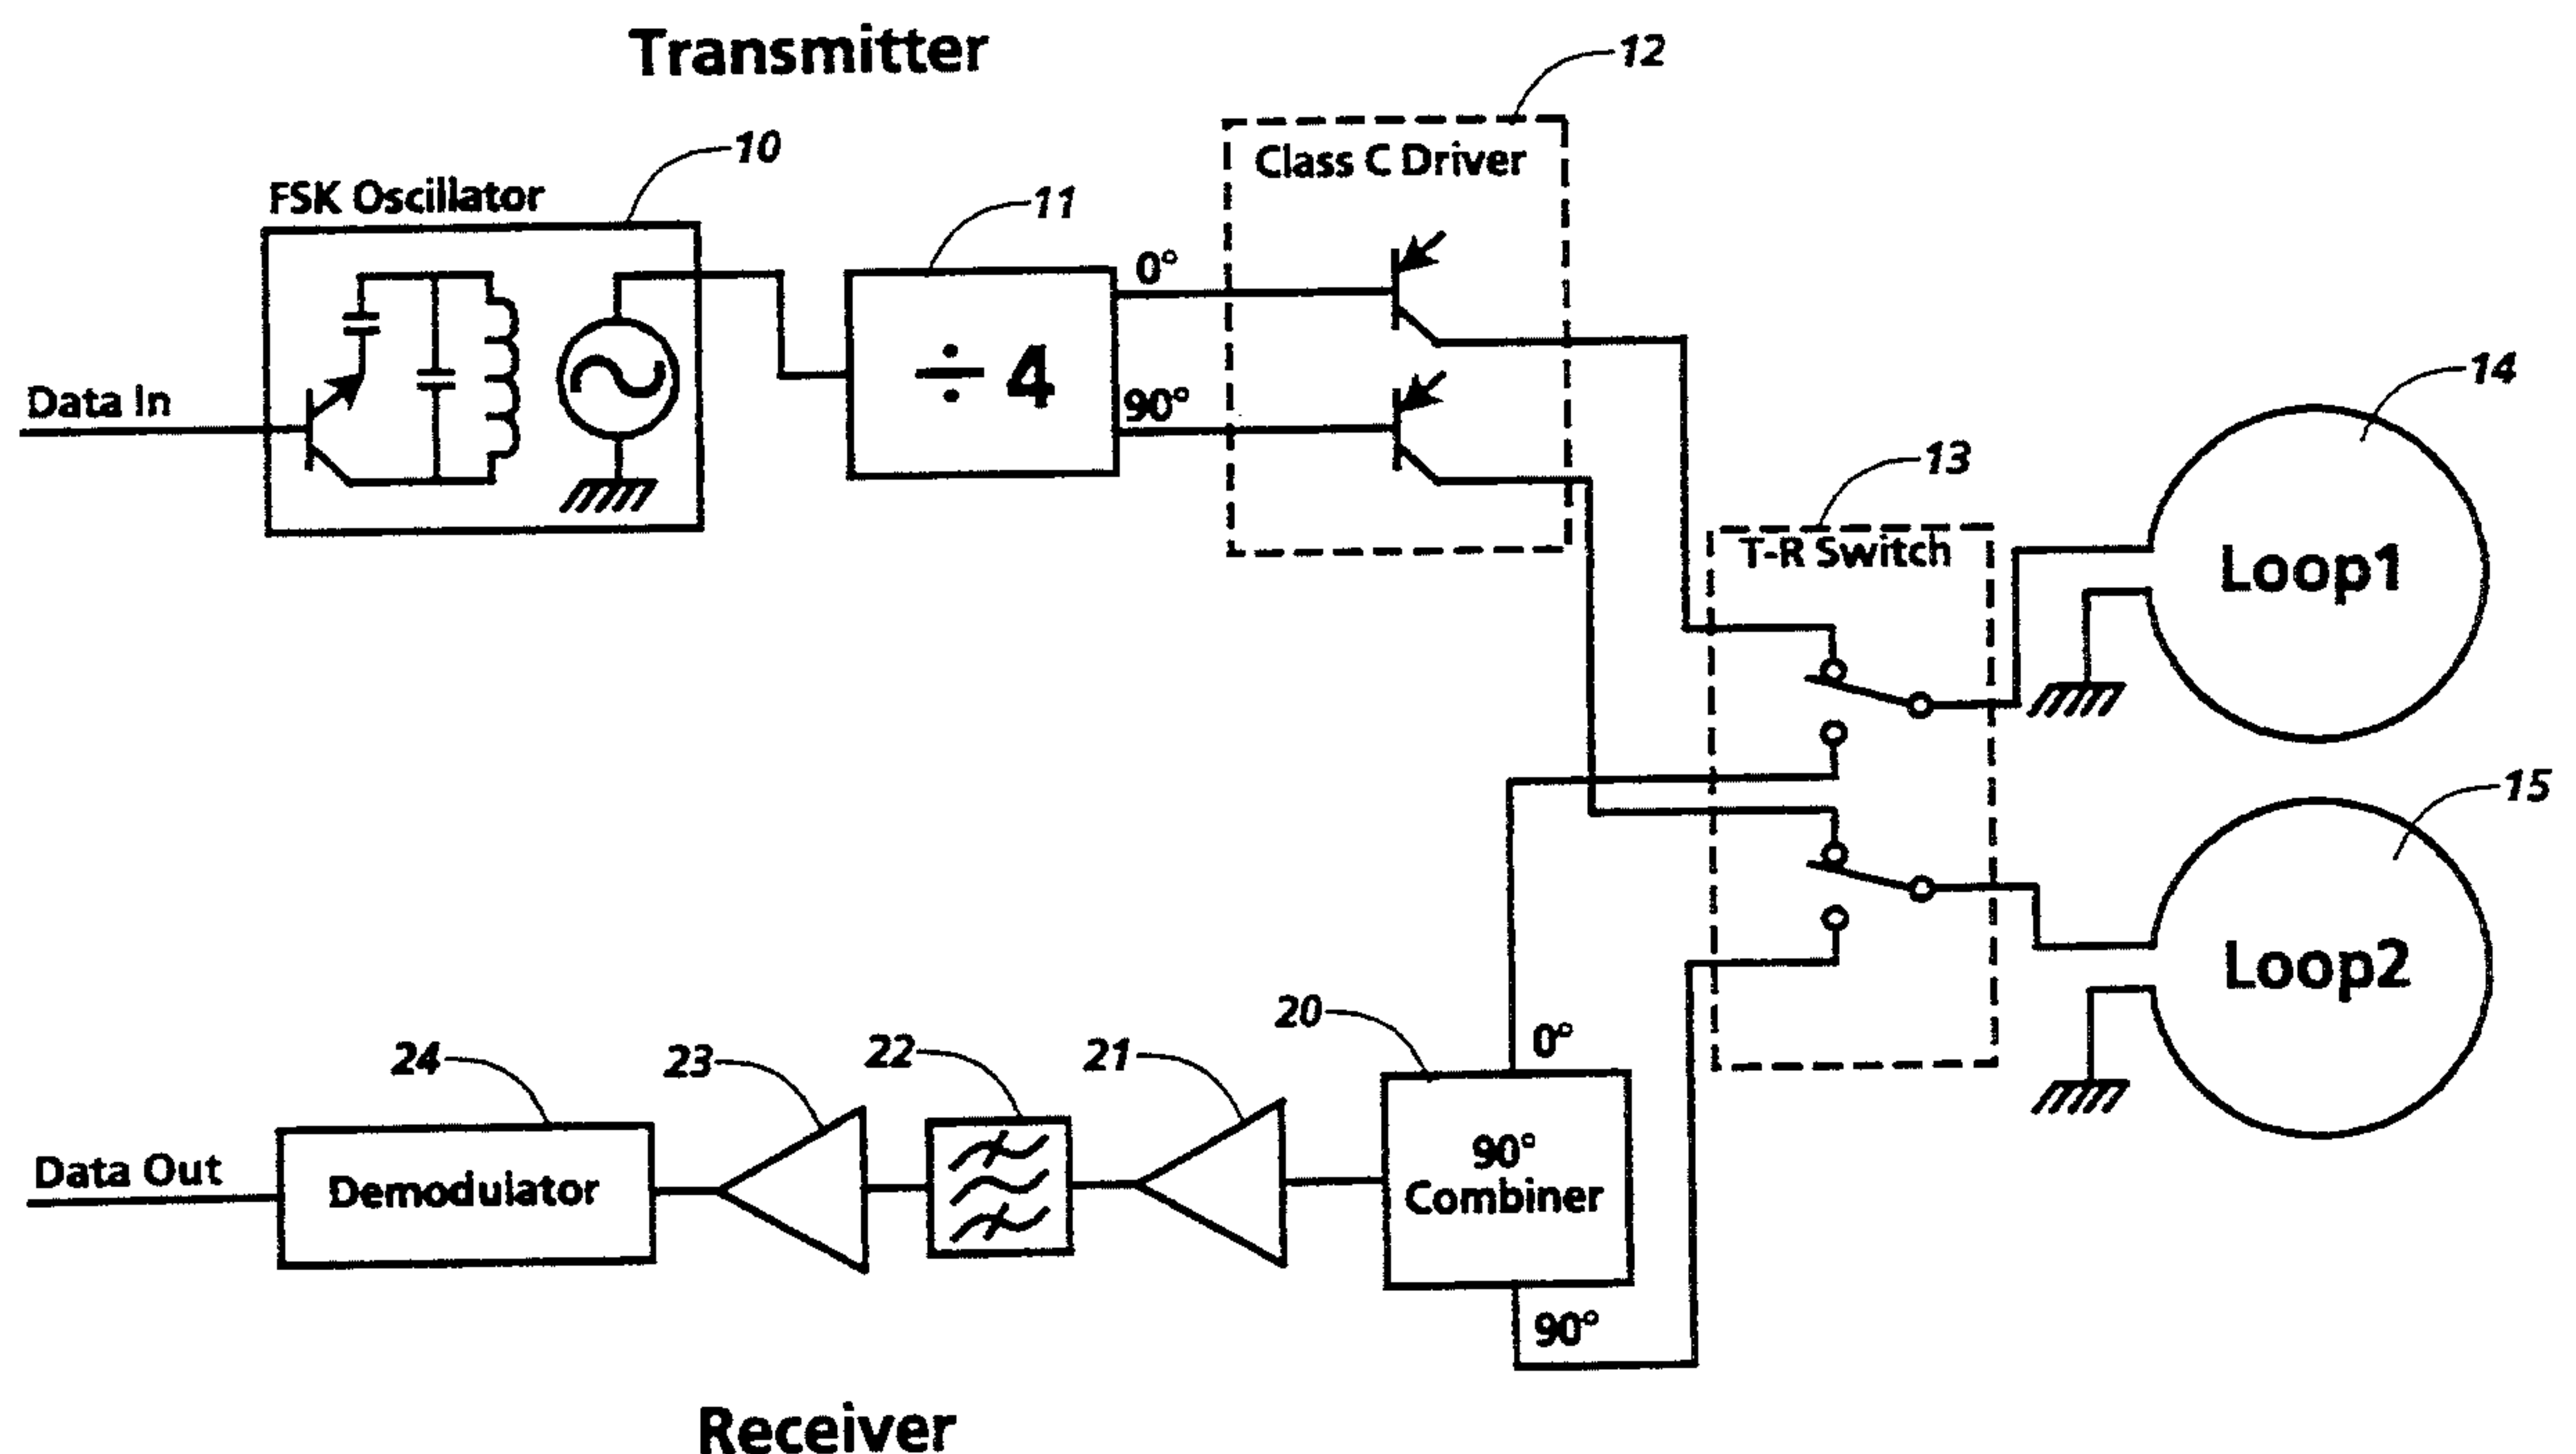 Transmitter
12
10
Class C Driver
FSK Oscillator
11
0°
÷ 4
90°
Data In
14
13
T-R Switch
Loop1
15
Loop2
20
0°
24
23
22
21
90°
Combiner
Data Out
Demodulator
90°
Receiver